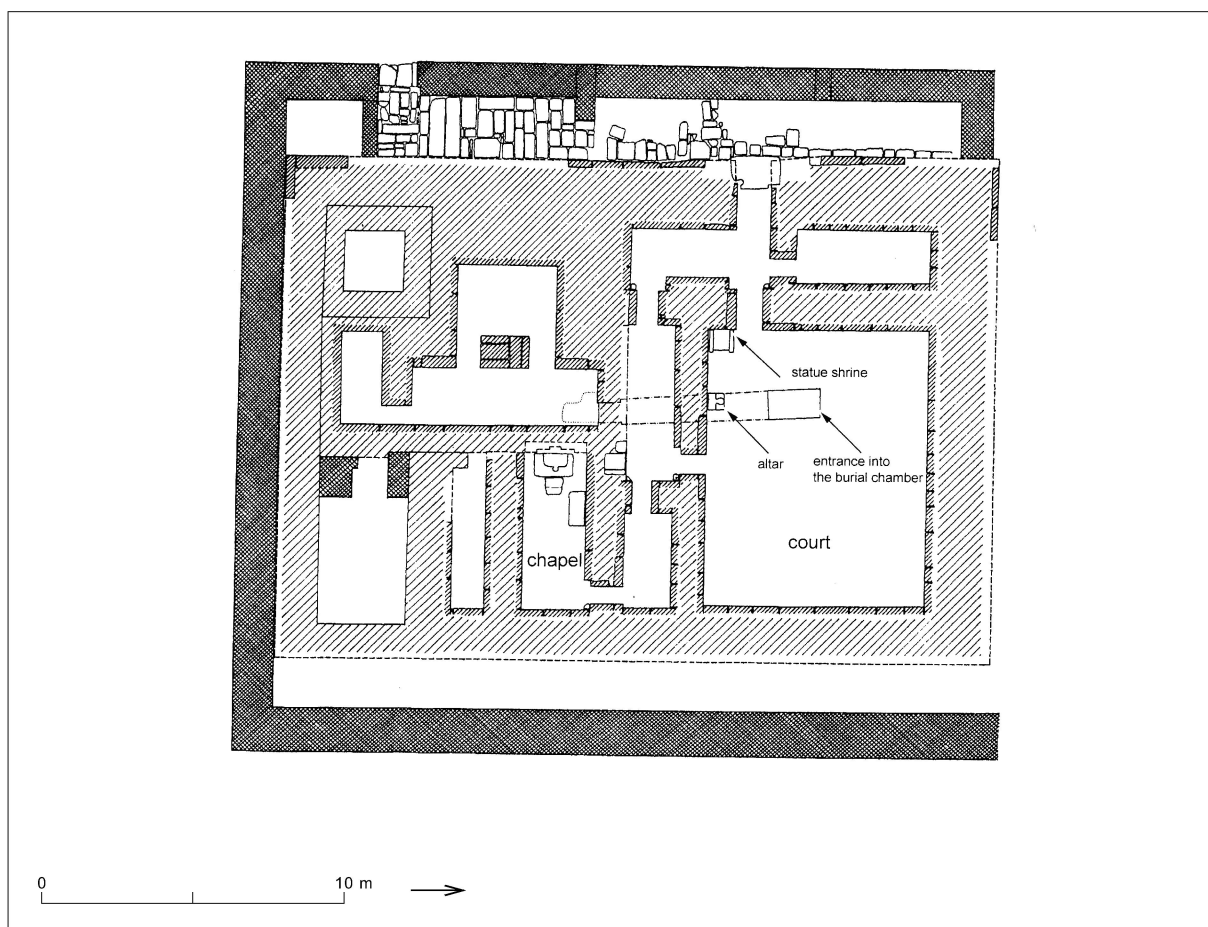 statue shrine
altar
entrance into
the burial chamber
court
chapel
0
10 m